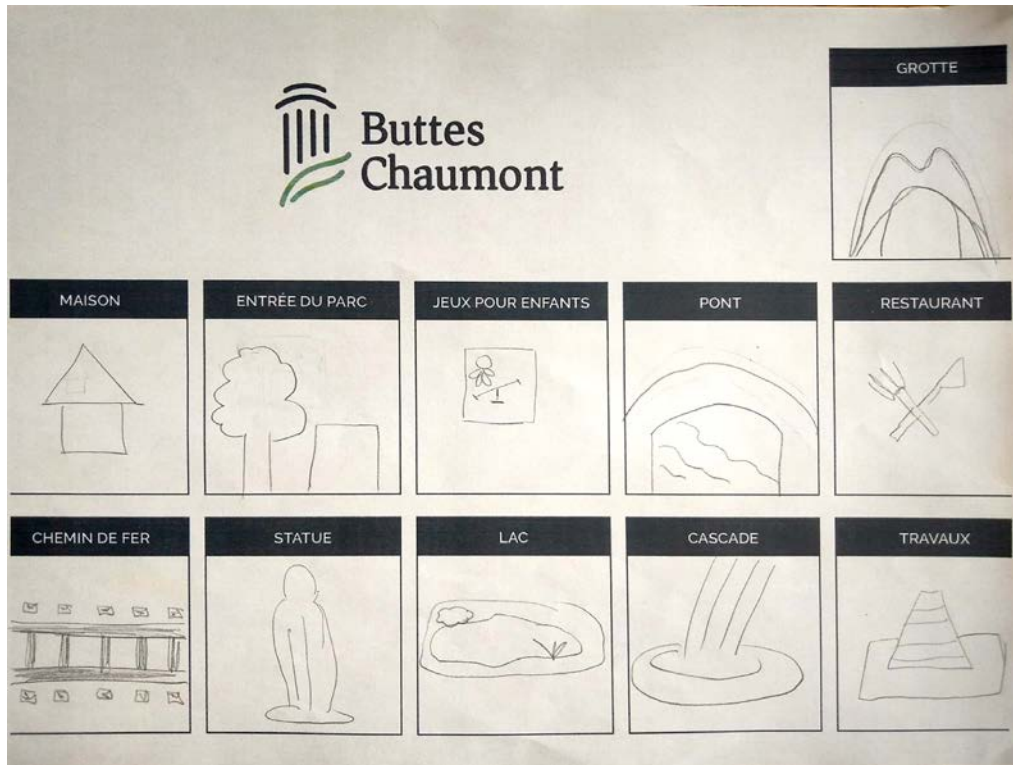 GROTTE
Buttes
Chaumont
MAISON
ENTRÉE DU PARC
JEUX POUR ENFANTS
PONT
RESTAURANT
CHEMIN DE FER
STATUE
LAC
CASCADE
TRAVAUX